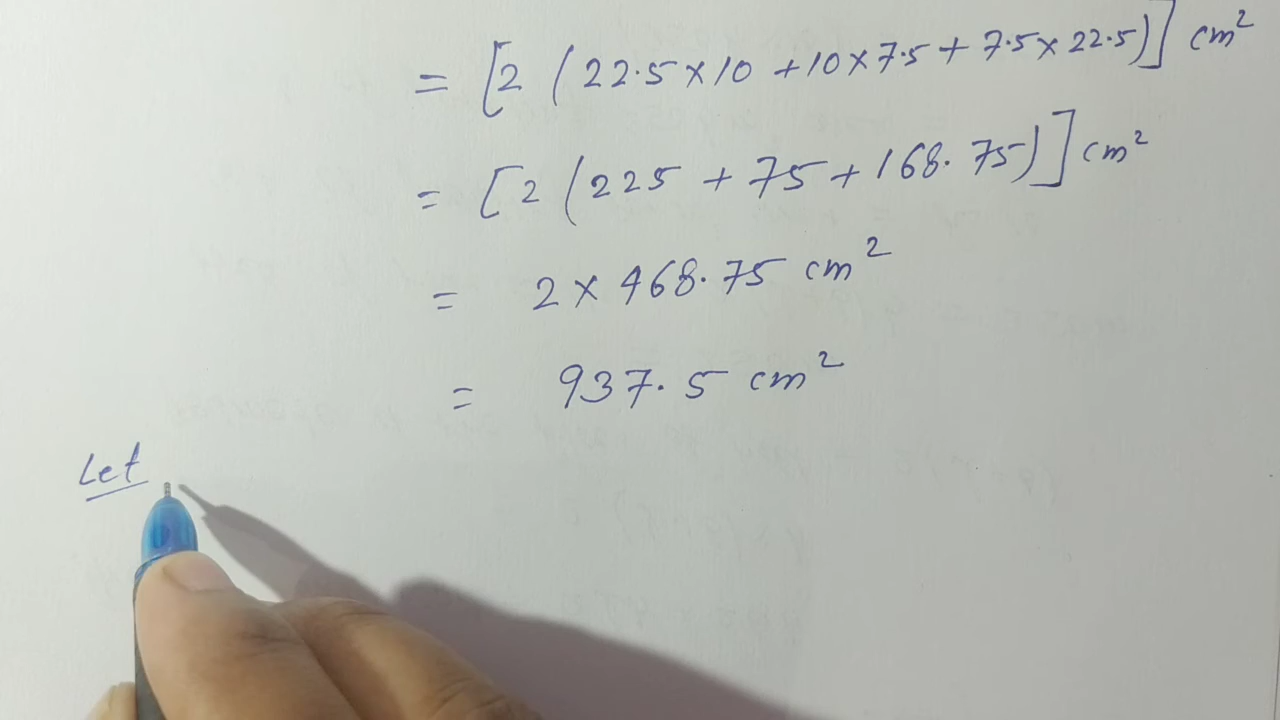 = [2 (22.5 × 10 + 10 × 7.5 + 7.5 × 22.5)] cm²
= [2 (225 + 75 + 168.75)] cm²
= 2 × 468.75 cm²
= 937.5 cm²
Let